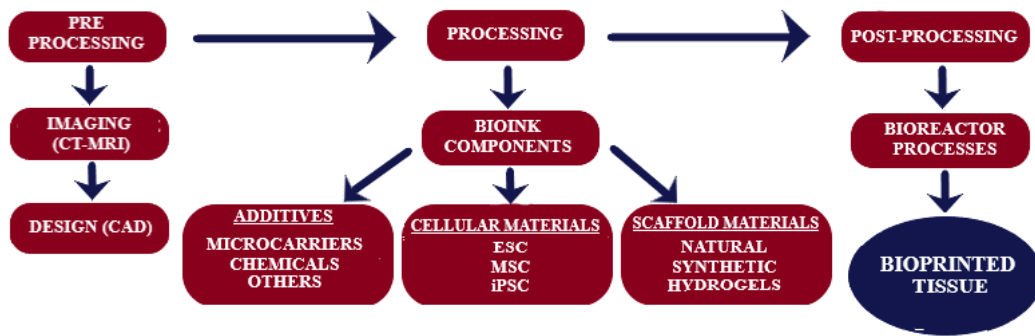 PRE
PROCESSING
PROCESSING
POST-PROCESSING
IMAGING
(CT-MRI)
BIOINK
COMPONENTS
BIOREACTOR
PROCESSES
DESIGN (CAD)
ADDITIVES
MICROCARRIERS
CHEMICALS
OTHERS
CELLULAR MATERIALS
ESC
MSC
iPSC
SCAFFOLD MATERIALS
NATURAL
SYNTHETIC
HYDROGELS
BIOPRINTED
TISSUE